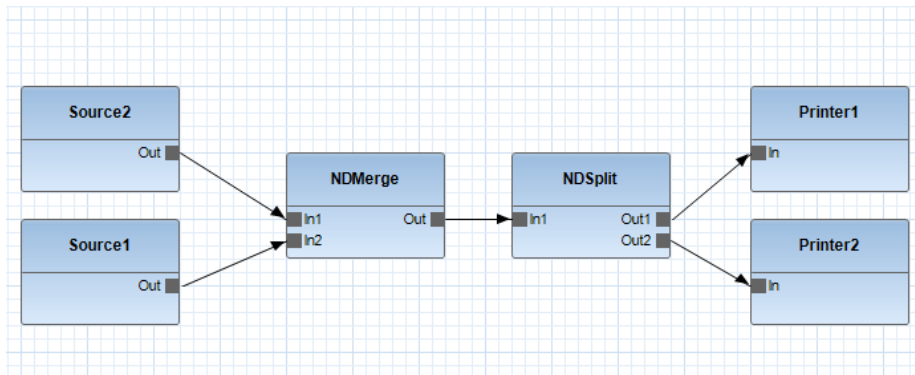 Source2
Out
Source1
Out
NDMerge
In1 Out
In2
NDSplit
In1 Out1
Out2
Printer1
In
Printer2
In